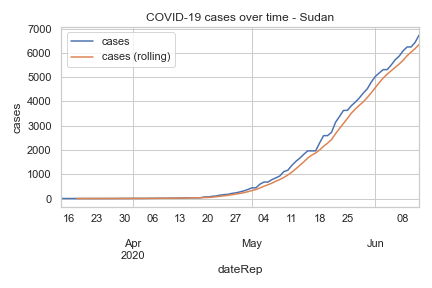 COVID-19 cases over time - Sudan
cases
cases (rolling)
7000
6000
5000
4000
3000
2000
1000
0
cases
16 23 30 06 13 20 27 04 11 18 25 08
Apr May Jun
2020
dateRep